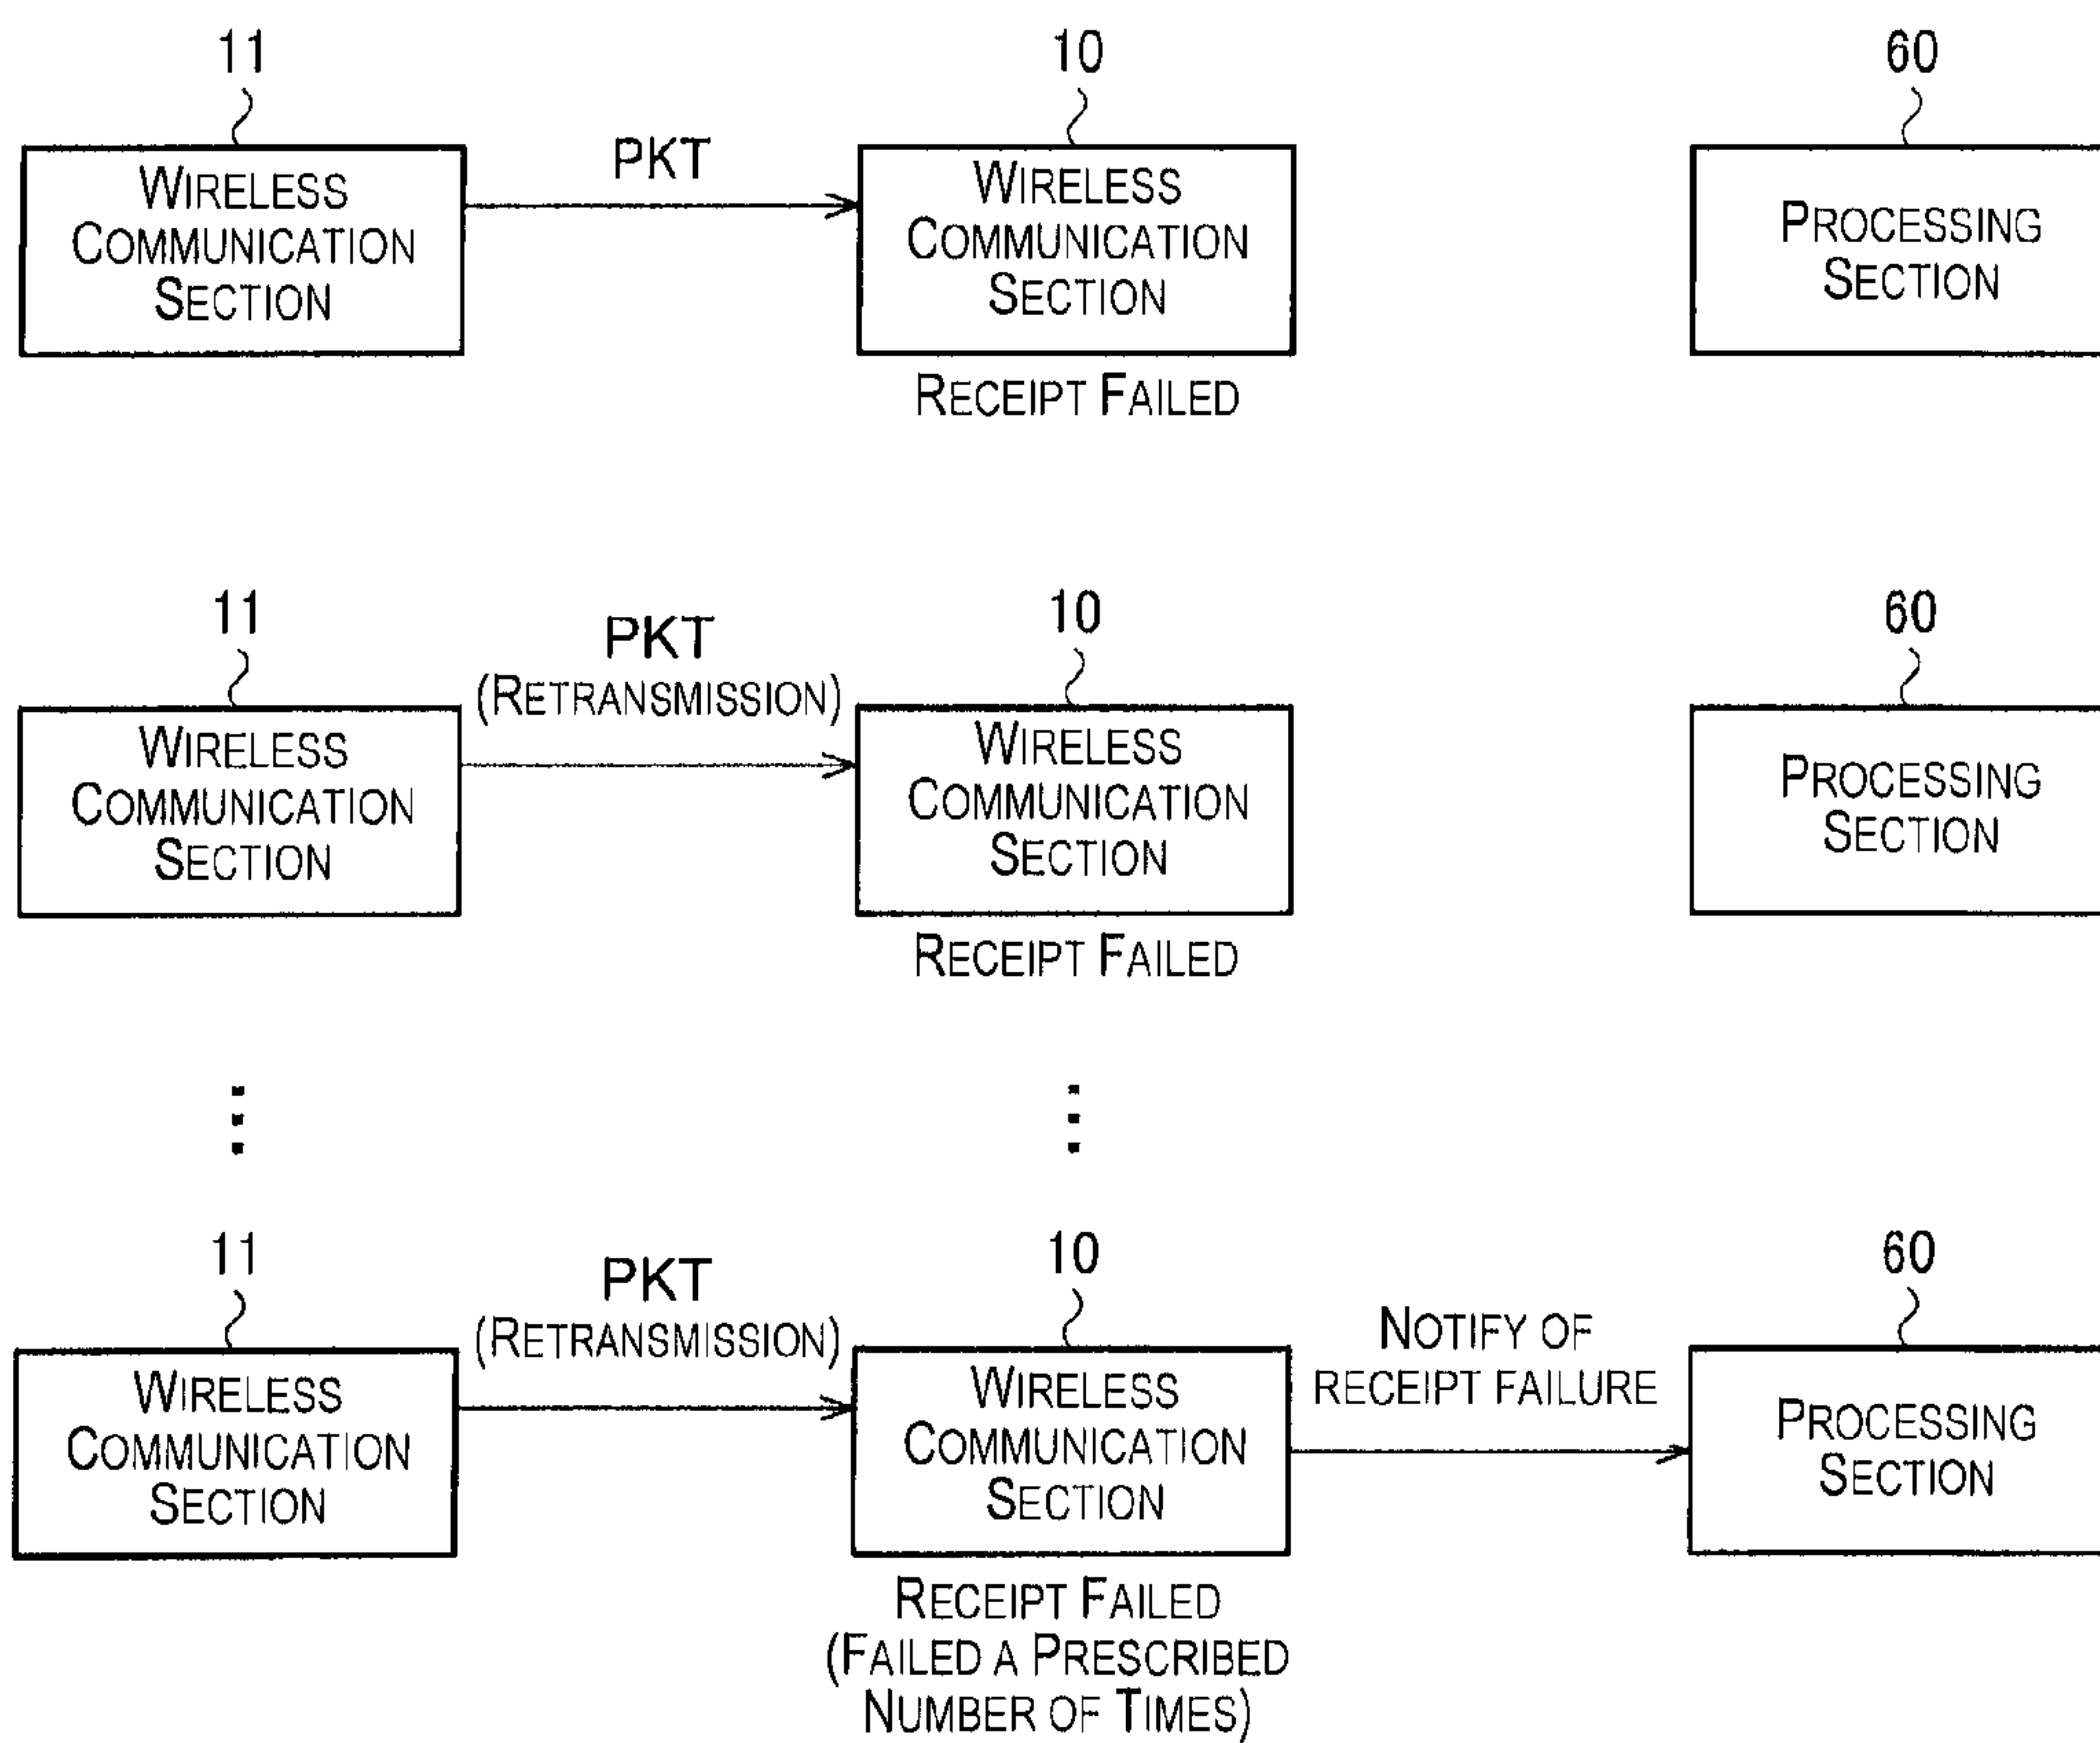 11
10
60
PKT
WIRELESS
COMMUNICATION
SECTION
WIRELESS
COMMUNICATION
SECTION
PROCESSING
SECTION
RECEIPT FAILED
11
10
60
PKT
(RETRANSMISSION)
WIRELESS
COMMUNICATION
SECTION
WIRELESS
COMMUNICATION
SECTION
PROCESSING
SECTION
RECEIPT FAILED
11
10
60
PKT
(RETRANSMISSION)
NOTIFY OF
RECEIPT FAILURE
WIRELESS
COMMUNICATION
SECTION
WIRELESS
COMMUNICATION
SECTION
PROCESSING
SECTION
RECEIPT FAILED
(FAILED A PRESCRIBED
NUMBER OF TIMES)